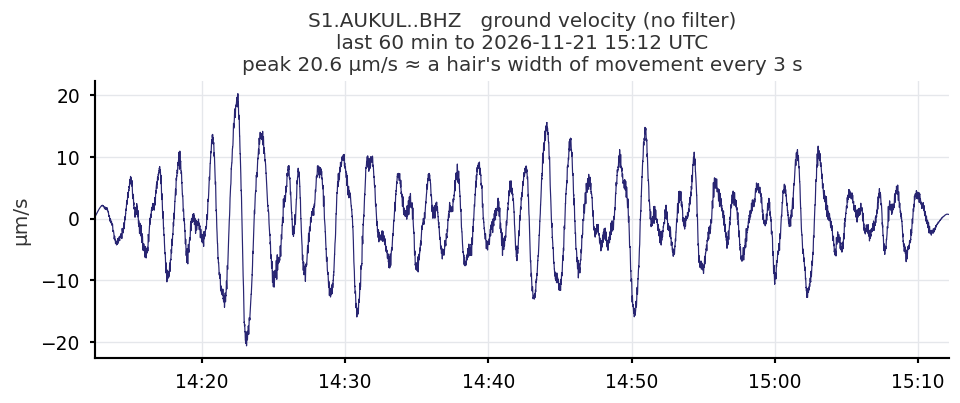 S1.AUKUL..BHZ   ground velocity (no filter)
last 60 min to 2026-11-21 15:12 UTC
peak 20.6 µm/s ≈ a hair's width of movement every 3 s
µm/s
20
10
0
−10
−20
14:20
14:30
14:40
14:50
15:00
15:10